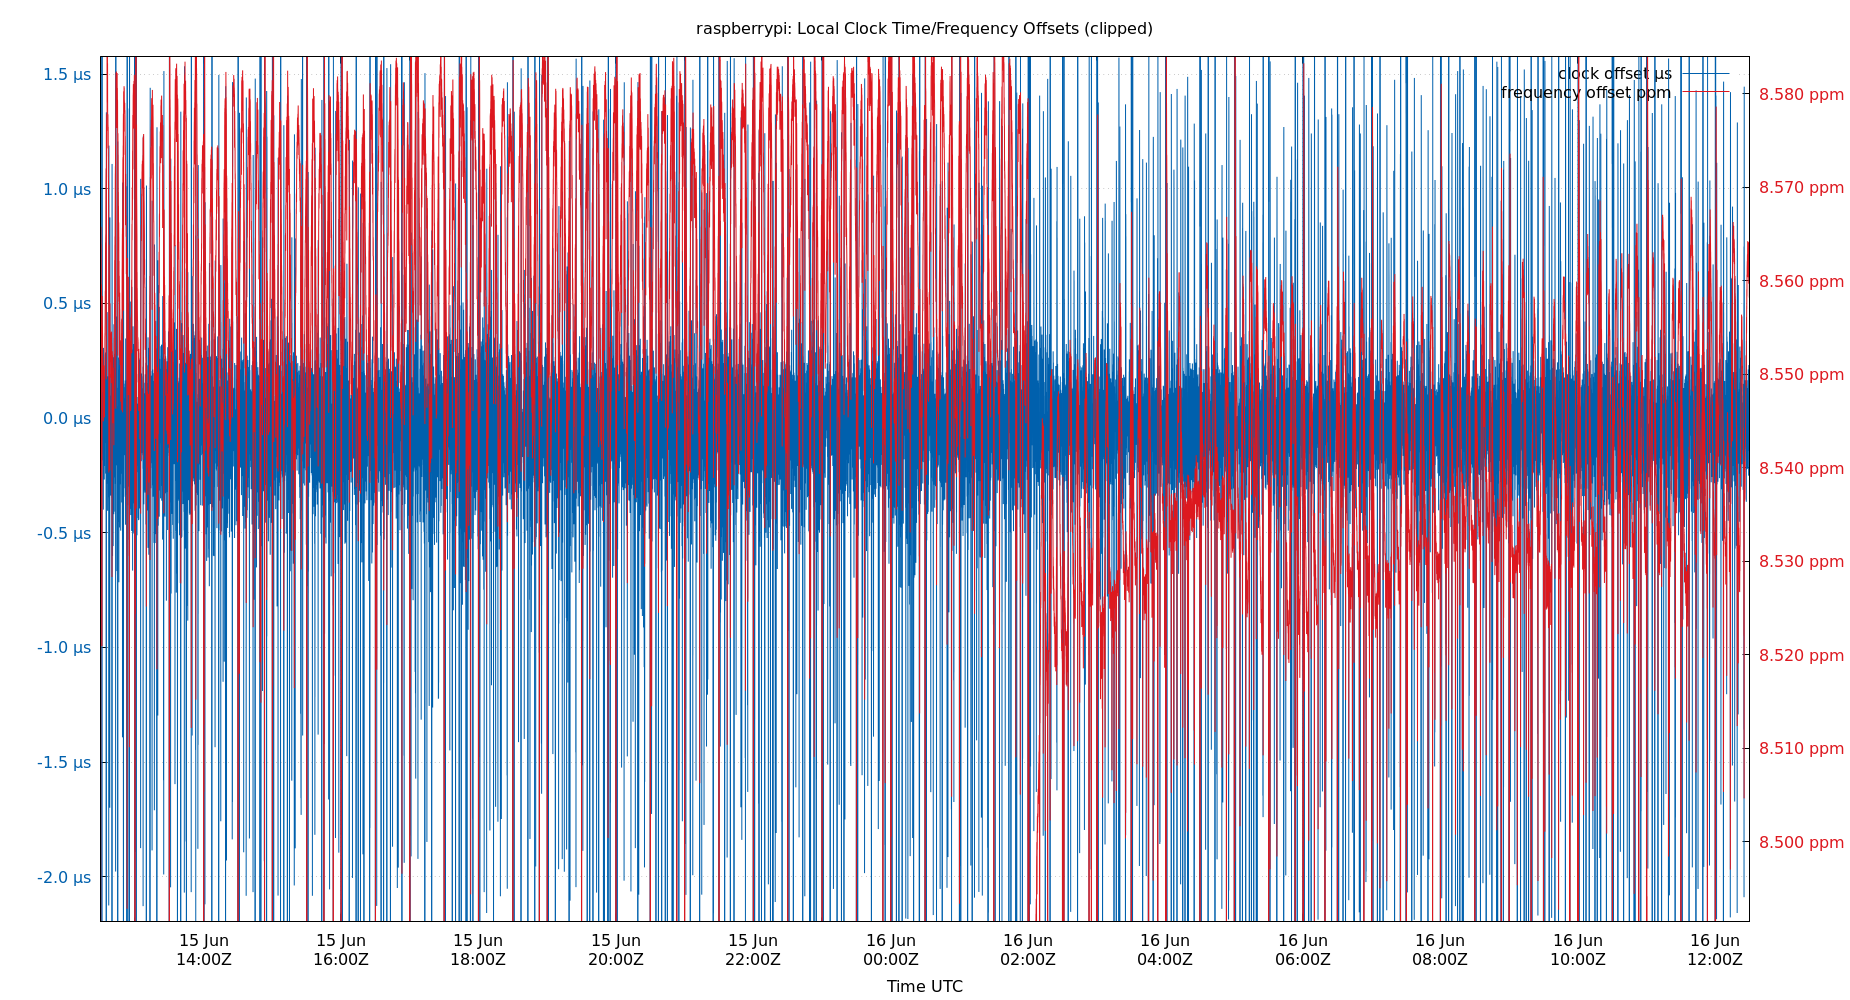 raspberrypi: Local Clock Time/Frequency Offsets (clipped)
1.5 µs
1.0 µs
0.5 µs
0.0 µs
-0.5 µs
-1.0 µs
-1.5 µs
-2.0 µs
clock offset µs
frequency offset ppm
8.580 ppm
8.570 ppm
8.560 ppm
8.550 ppm
8.540 ppm
8.530 ppm
8.520 ppm
8.510 ppm
8.500 ppm
15 Jun 15 Jun 15 Jun 15 Jun 15 Jun 16 Jun 16 Jun 16 Jun 16 Jun 16 Jun 16 Jun 16 Jun
14:00Z 16:00Z 18:00Z 20:00Z 22:00Z 00:00Z 02:00Z 04:00Z 06:00Z 08:00Z 10:00Z 12:00Z
Time UTC